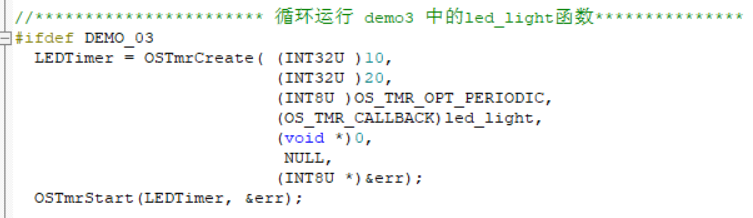 //*********************** 循环运行 demo3 中的led_light函数***************
#ifdef DEMO_03
LEDTimer = OSTmrCreate( (INT32U )10,
(INT32U )20,
(INT8U )OS_TMR_OPT_PERIODIC,
(OS_TMR_CALLBACK)led_light,
(void *)0,
NULL,
(INT8U *)&err);
OSTmrStart(LEDTimer, &err);